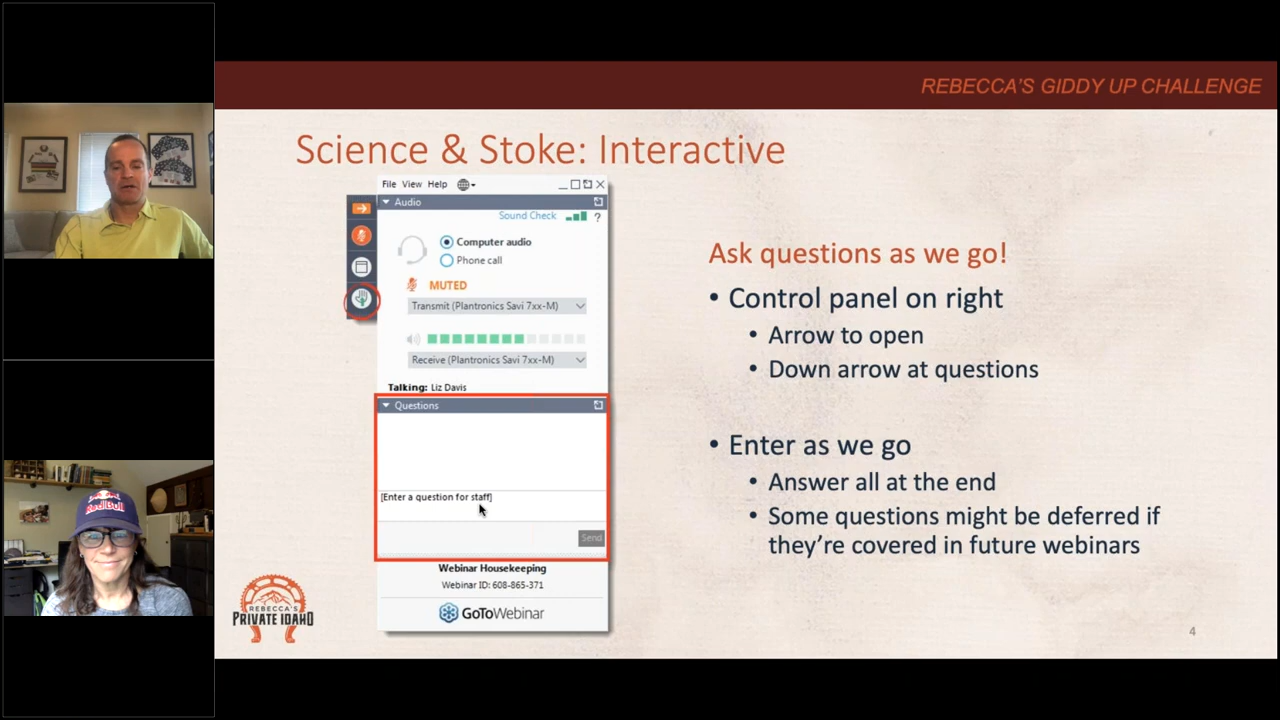 REBECCA'S GIDDY UP CHALLENGE
Science & Stoke: Interactive
File View Help
Audio
Sound Check
?
Computer audio
Phone call
MUTED
Transmit (Plantronics Savi 7xx-M)
Receive (Plantronics Savi 7xx-M)
Talking: Liz Davis
Questions
[Enter a question for staff]
Send
Webinar Housekeeping
Webinar ID: 608-865-371
GoToWebinar
Ask questions as we go!
• Control panel on right
• Arrow to open
• Down arrow at questions
• Enter as we go
• Answer all at the end
• Some questions might be deferred if
they're covered in future webinars
RedBull
REBECCA'S
PRIVATE IDAHO
4